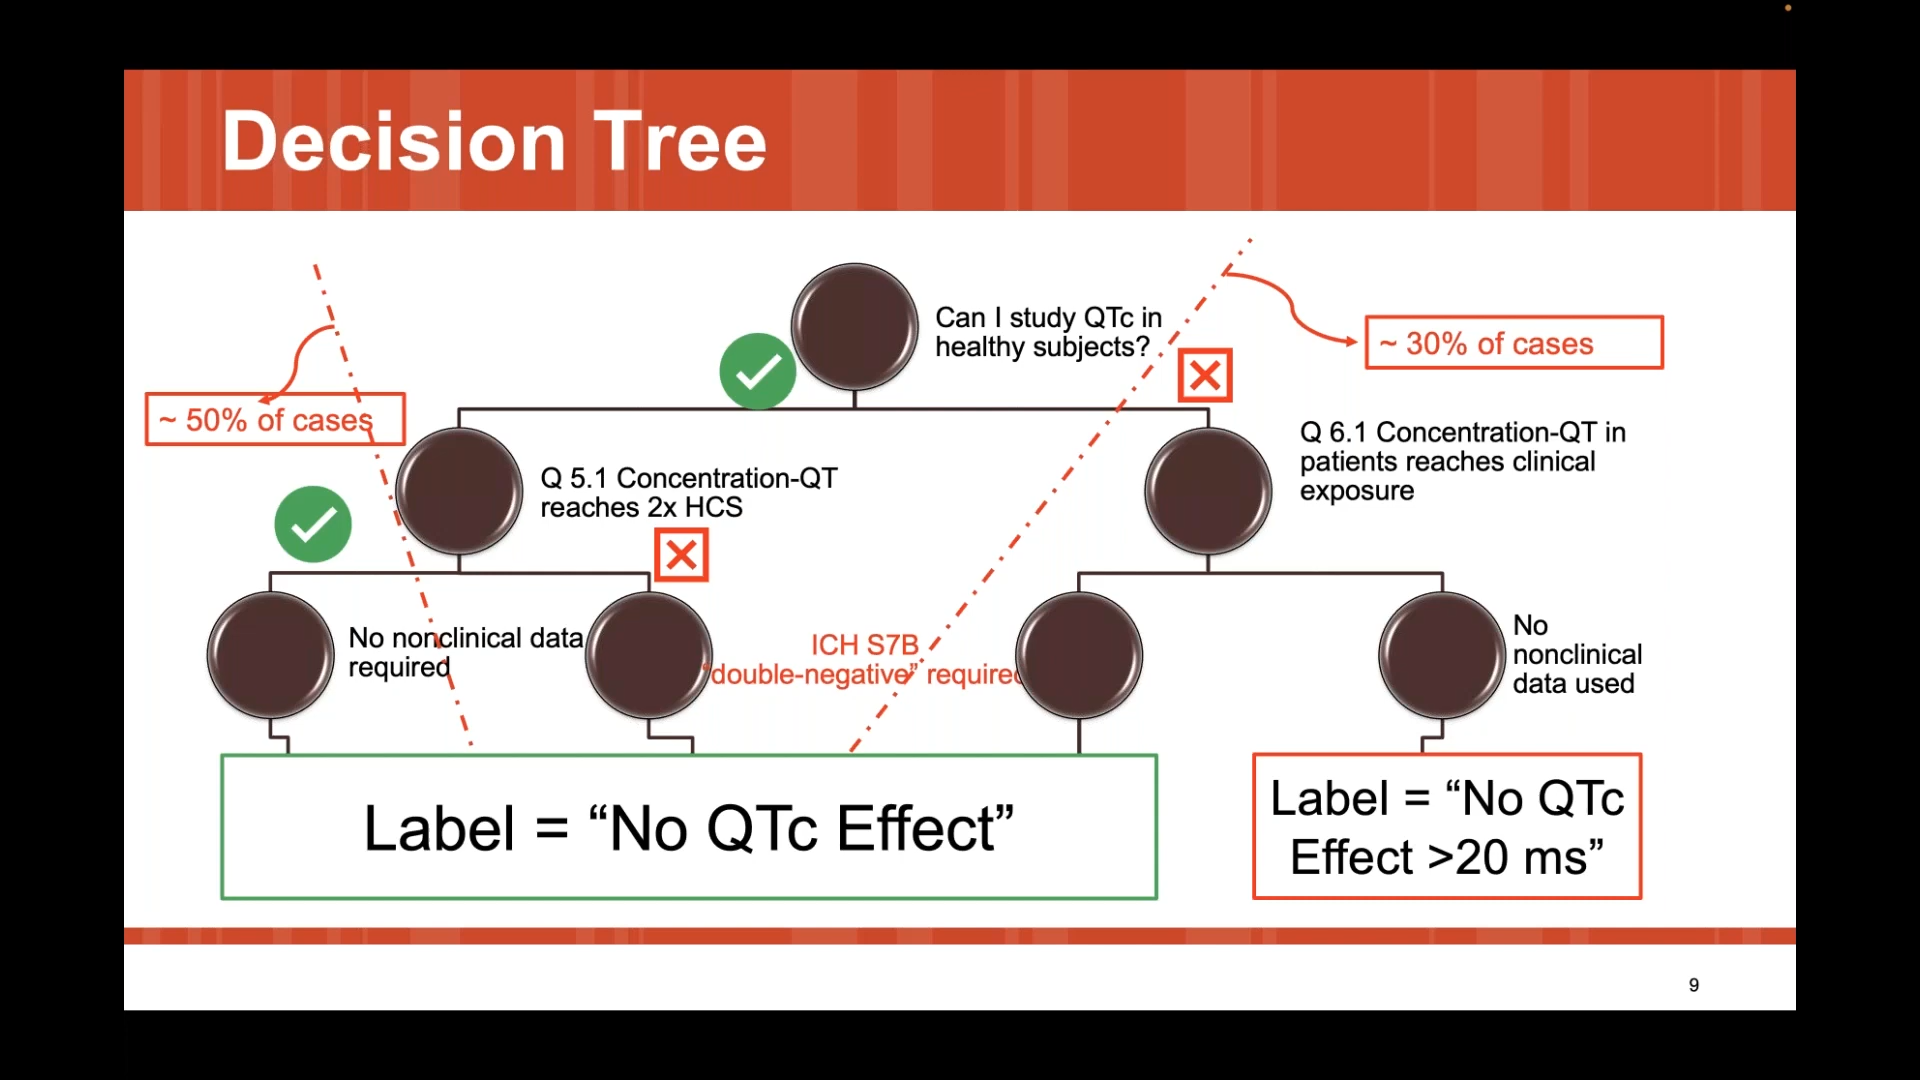 Decision Tree
Can I study QTc in
healthy subjects?
~ 30% of cases
~ 50% of cases
Q 5.1 Concentration-QT
reaches 2x HCS
Q 6.1 Concentration-QT in
patients reaches clinical
exposure
No nonclinical data
required
ICH S7B
“double-negative” required
No
nonclinical
data used
Label = “No QTc Effect”
Label = “No QTc
Effect >20 ms”
9